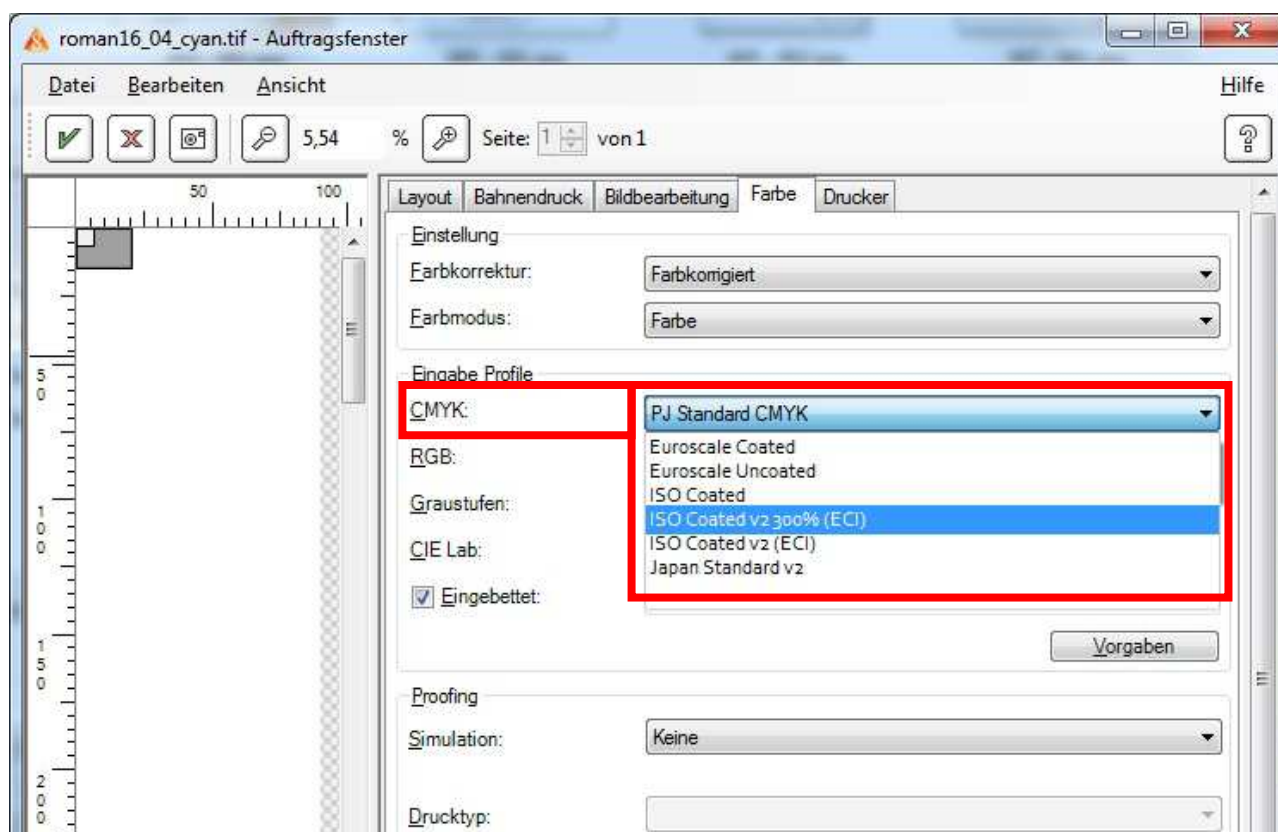 roman16_04_cyan.tif - Auftragsfenster
Datei Bearbeiten Ansicht Hilfe
5,54 % Seite: 1 von 1
50 100
Layout Bahnendruck Bildbearbeitung Farbe Drucker
Einstellung
Farbkorrektur: Farbkorrigiert
Farbmodus: Farbe
50
Eingabe Profile
CMYK: PJ Standard CMYK
Euroscale Coated
RGB:
Euroscale Uncoated
ISO Coated
Graustufen:
100
ISO Coated v2 300% (ECI)
CIE Lab:
ISO Coated v2 (ECI)
Japan Standard v2
Eingebettet:
150
Vorgaben
Proofing
Simulation: Keine
200
Drucktyp: